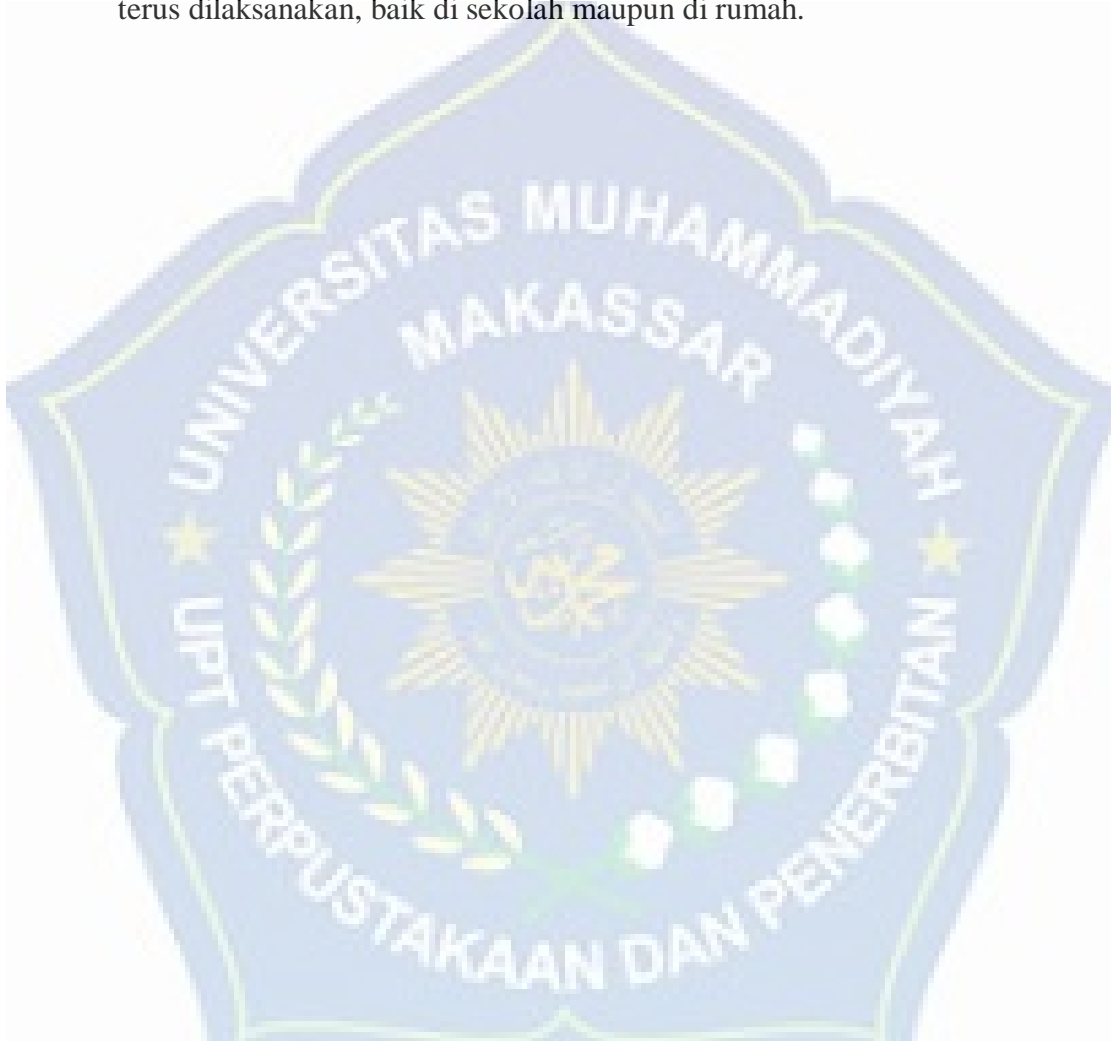 terus dilaksanakan, baik di sekolah maupun di rumah.
UNIVERSITAS MUHAMMADIYAH
MAKASSAR
UPT PERPUSTAKAAN DAN PENERBITAN